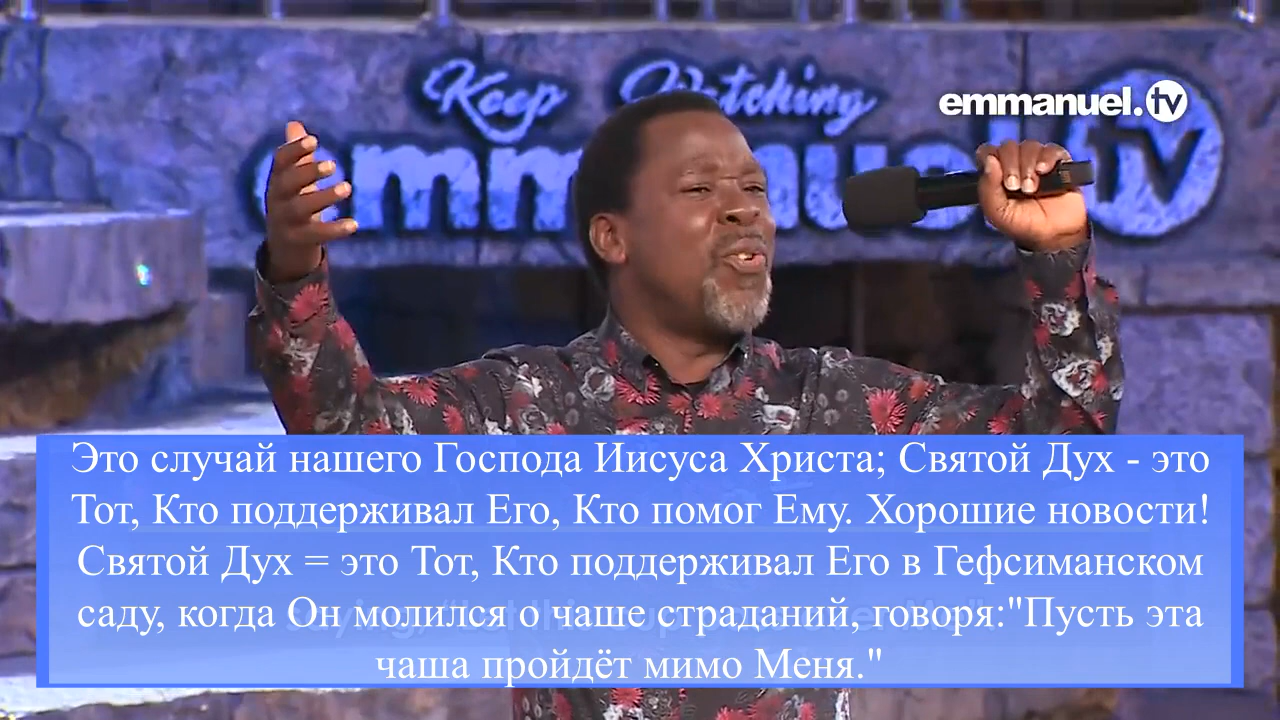 Keep Watching
emmanuel.tv
emmanuel tv
Это случай нашего Господа Иисуса Христа; Святой Дух - это
Тот, Кто поддерживал Его, Кто помог Ему. Хорошие новости!
Святой Дух = это Тот, Кто поддерживал Его в Гефсиманском
саду, когда Он молился о чаше страданий, говоря:"Пусть эта
чаша пройдёт мимо Меня."